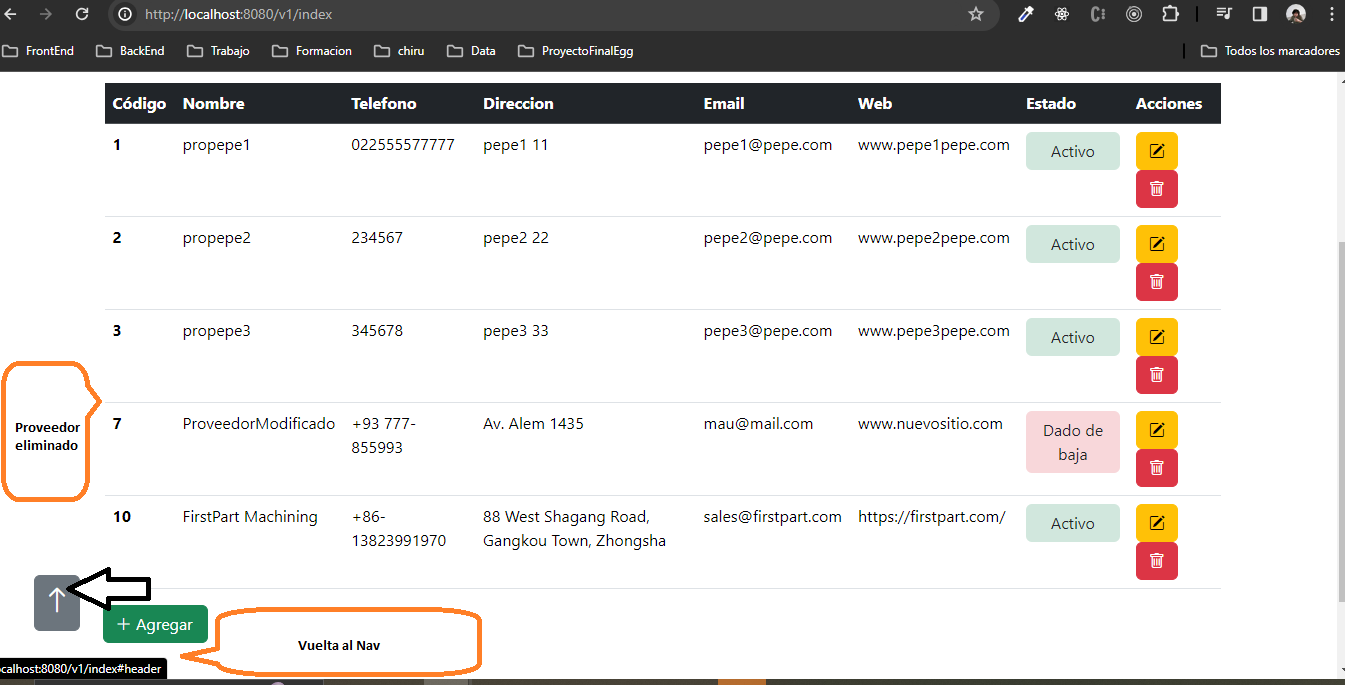 http://localhost:8080/v1/index
FrontEnd BackEnd Trabajo Formacion chiru Data ProyectoFinalEgg Todos los marcadores
Código Nombre Telefono Direccion Email Web Estado Acciones
1 propepe1 022555577777 pepe1 11 pepe1@pepe.com www.pepe1pepe.com Activo
2 propepe2 234567 pepe2 22 pepe2@pepe.com www.pepe2pepe.com Activo
3 propepe3 345678 pepe3 33 pepe3@pepe.com www.pepe3pepe.com Activo
Proveedor
eliminado
7 ProveedorModificado +93 777- Av. Alem 1435 mau@mail.com www.nuevositio.com Dado de
855993 baja
10 FirstPart Machining +86- 88 West Shagang Road, sales@firstpart.com https://firstpart.com/ Activo
13823991970 Gangkou Town, Zhongsha
+ Agregar
Vuelta al Nav
ocalhost:8080/v1/index#header